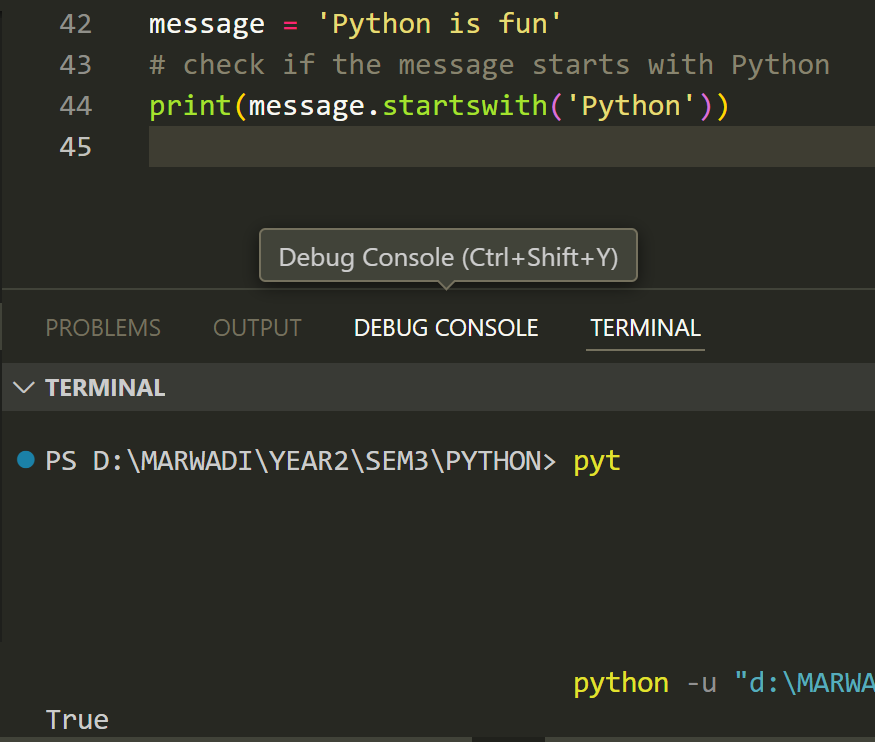 42 message = 'Python is fun'
43 # check if the message starts with Python
44 print(message.startswith('Python'))
45
Debug Console (Ctrl+Shift+Y)
PROBLEMS OUTPUT DEBUG CONSOLE TERMINAL
TERMINAL
PS D:\MARWADI\YEAR2\SEM3\PYTHON> pyt
python -u "d:\MARWA
True